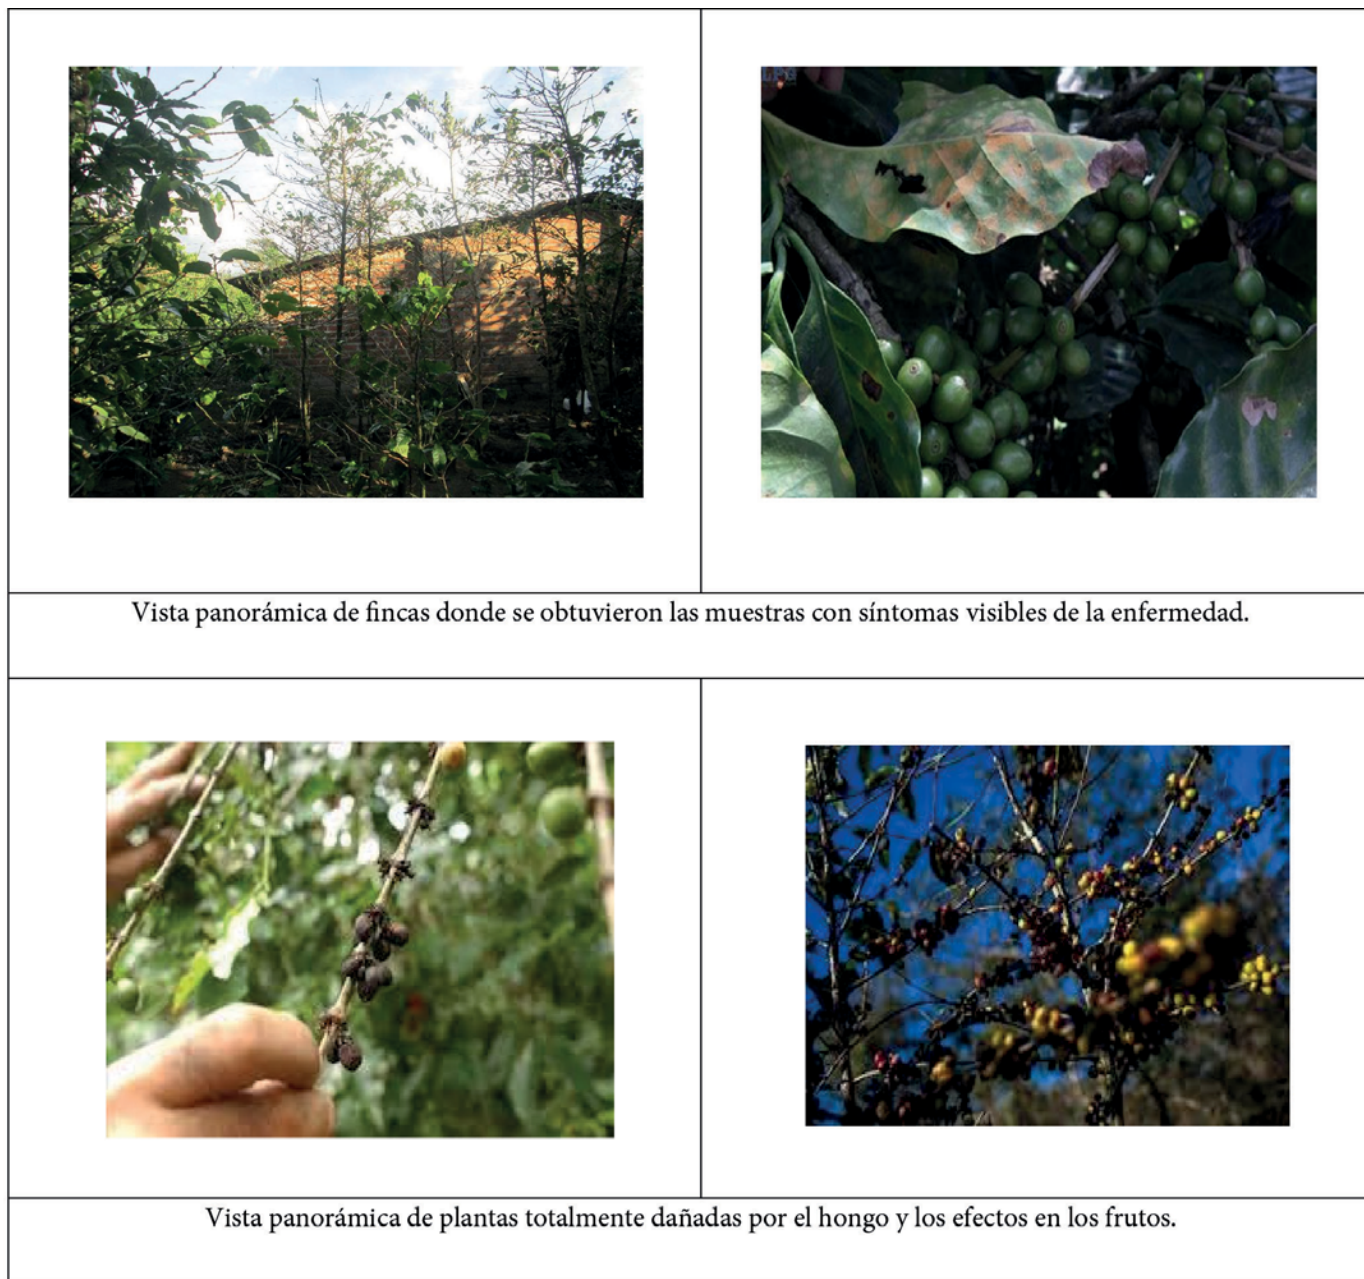 Vista panorámica de fincas donde se obtuvieron las muestras con síntomas visibles de la enfermedad.
Vista panorámica de plantas totalmente dañadas por el hongo y los efectos en los frutos.